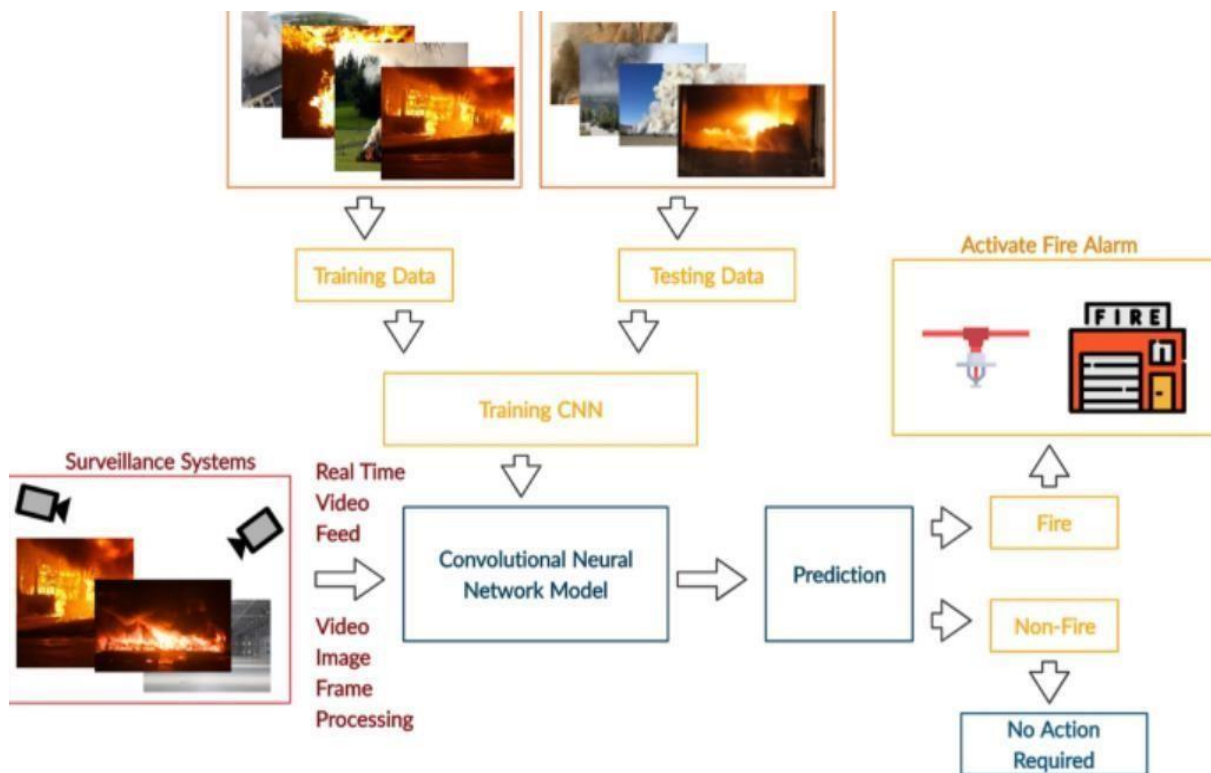 Training Data
Testing Data
Activate Fire Alarm
FIRE
Training CNN
Surveillance Systems
Real Time
Video
Feed
Video
Image
Frame
Processing
Convolutional Neural
Network Model
Prediction
Fire
Non-Fire
No Action
Required